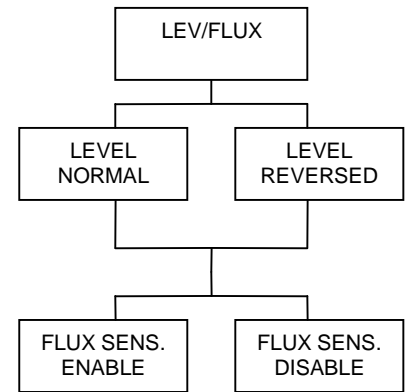 LEV/FLUX
LEVEL
NORMAL
LEVEL
REVERSED
FLUX SENS.
ENABLE
FLUX SENS.
DISABLE